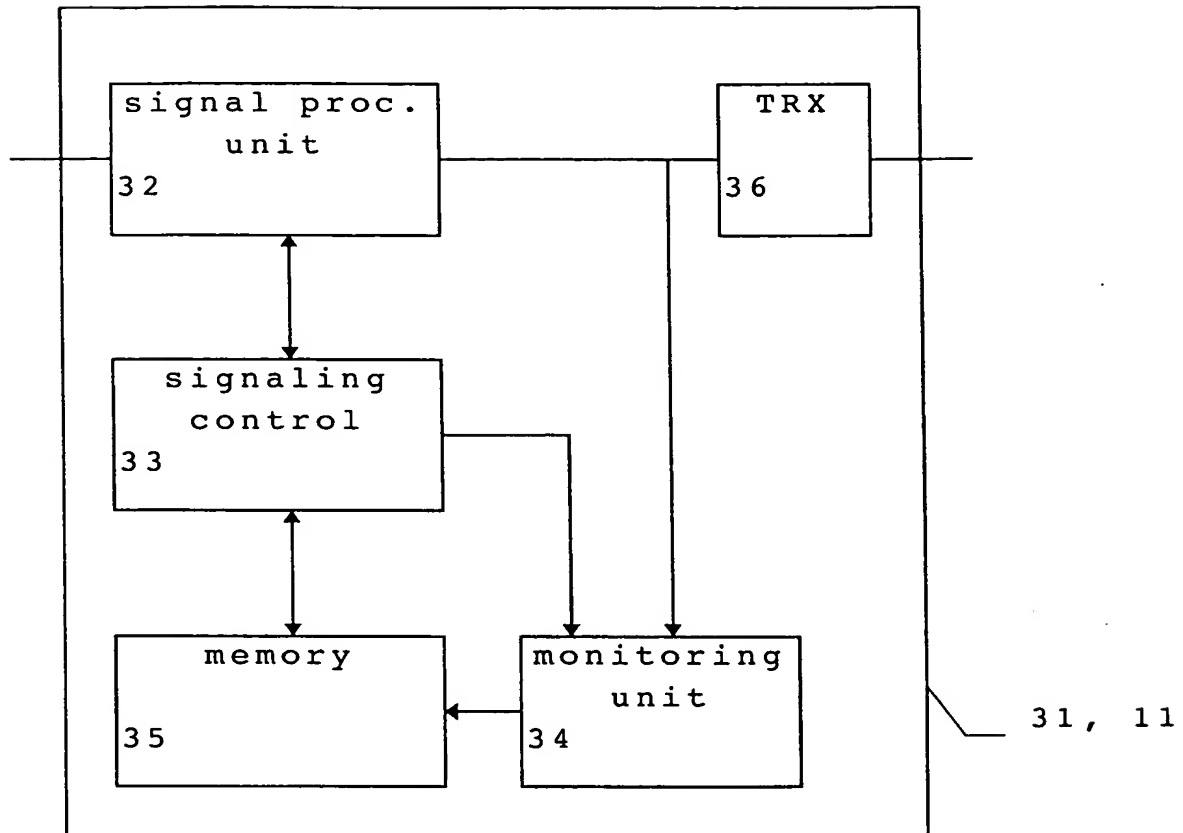 signal proc.
unit
32
TRX
36
signaling
control
33
memory
35
monitoring
unit
34
31, 11